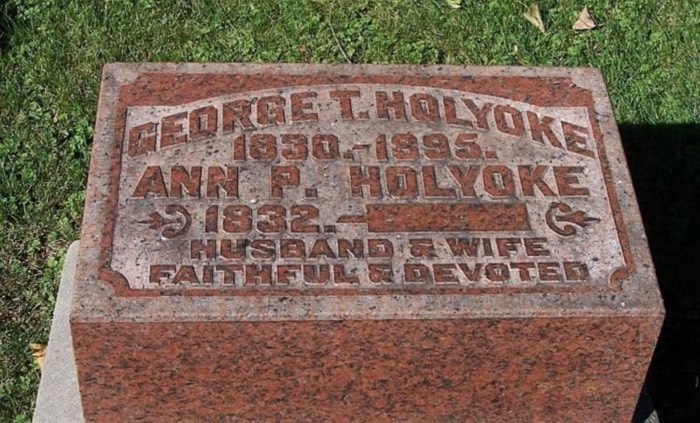 GEORGE T. HOLYOKE
1830.-1895.
ANN P. HOLYOKE
1832.-
HUSBAND & WIFE
FAITHFUL & DEVOTED